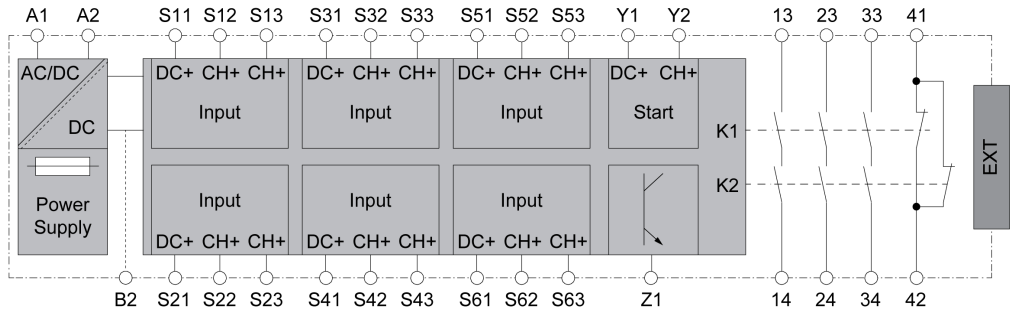 A1 A2 S11 S12 S13 S31 S32 S33 S51 S52 S53 Y1 Y2 13 23 33 41
AC/DC DC+ CH+ CH+ DC+ CH+ CH+ DC+ CH+ CH+ DC+ CH+
Input Input Input Start
DC
K1
EXT
K2
Power
Supply
Input Input Input
DC+ CH+ CH+ DC+ CH+ CH+ DC+ CH+ CH+
B2 S21 S22 S23 S41 S42 S43 S61 S62 S63 Z1 14 24 34 42